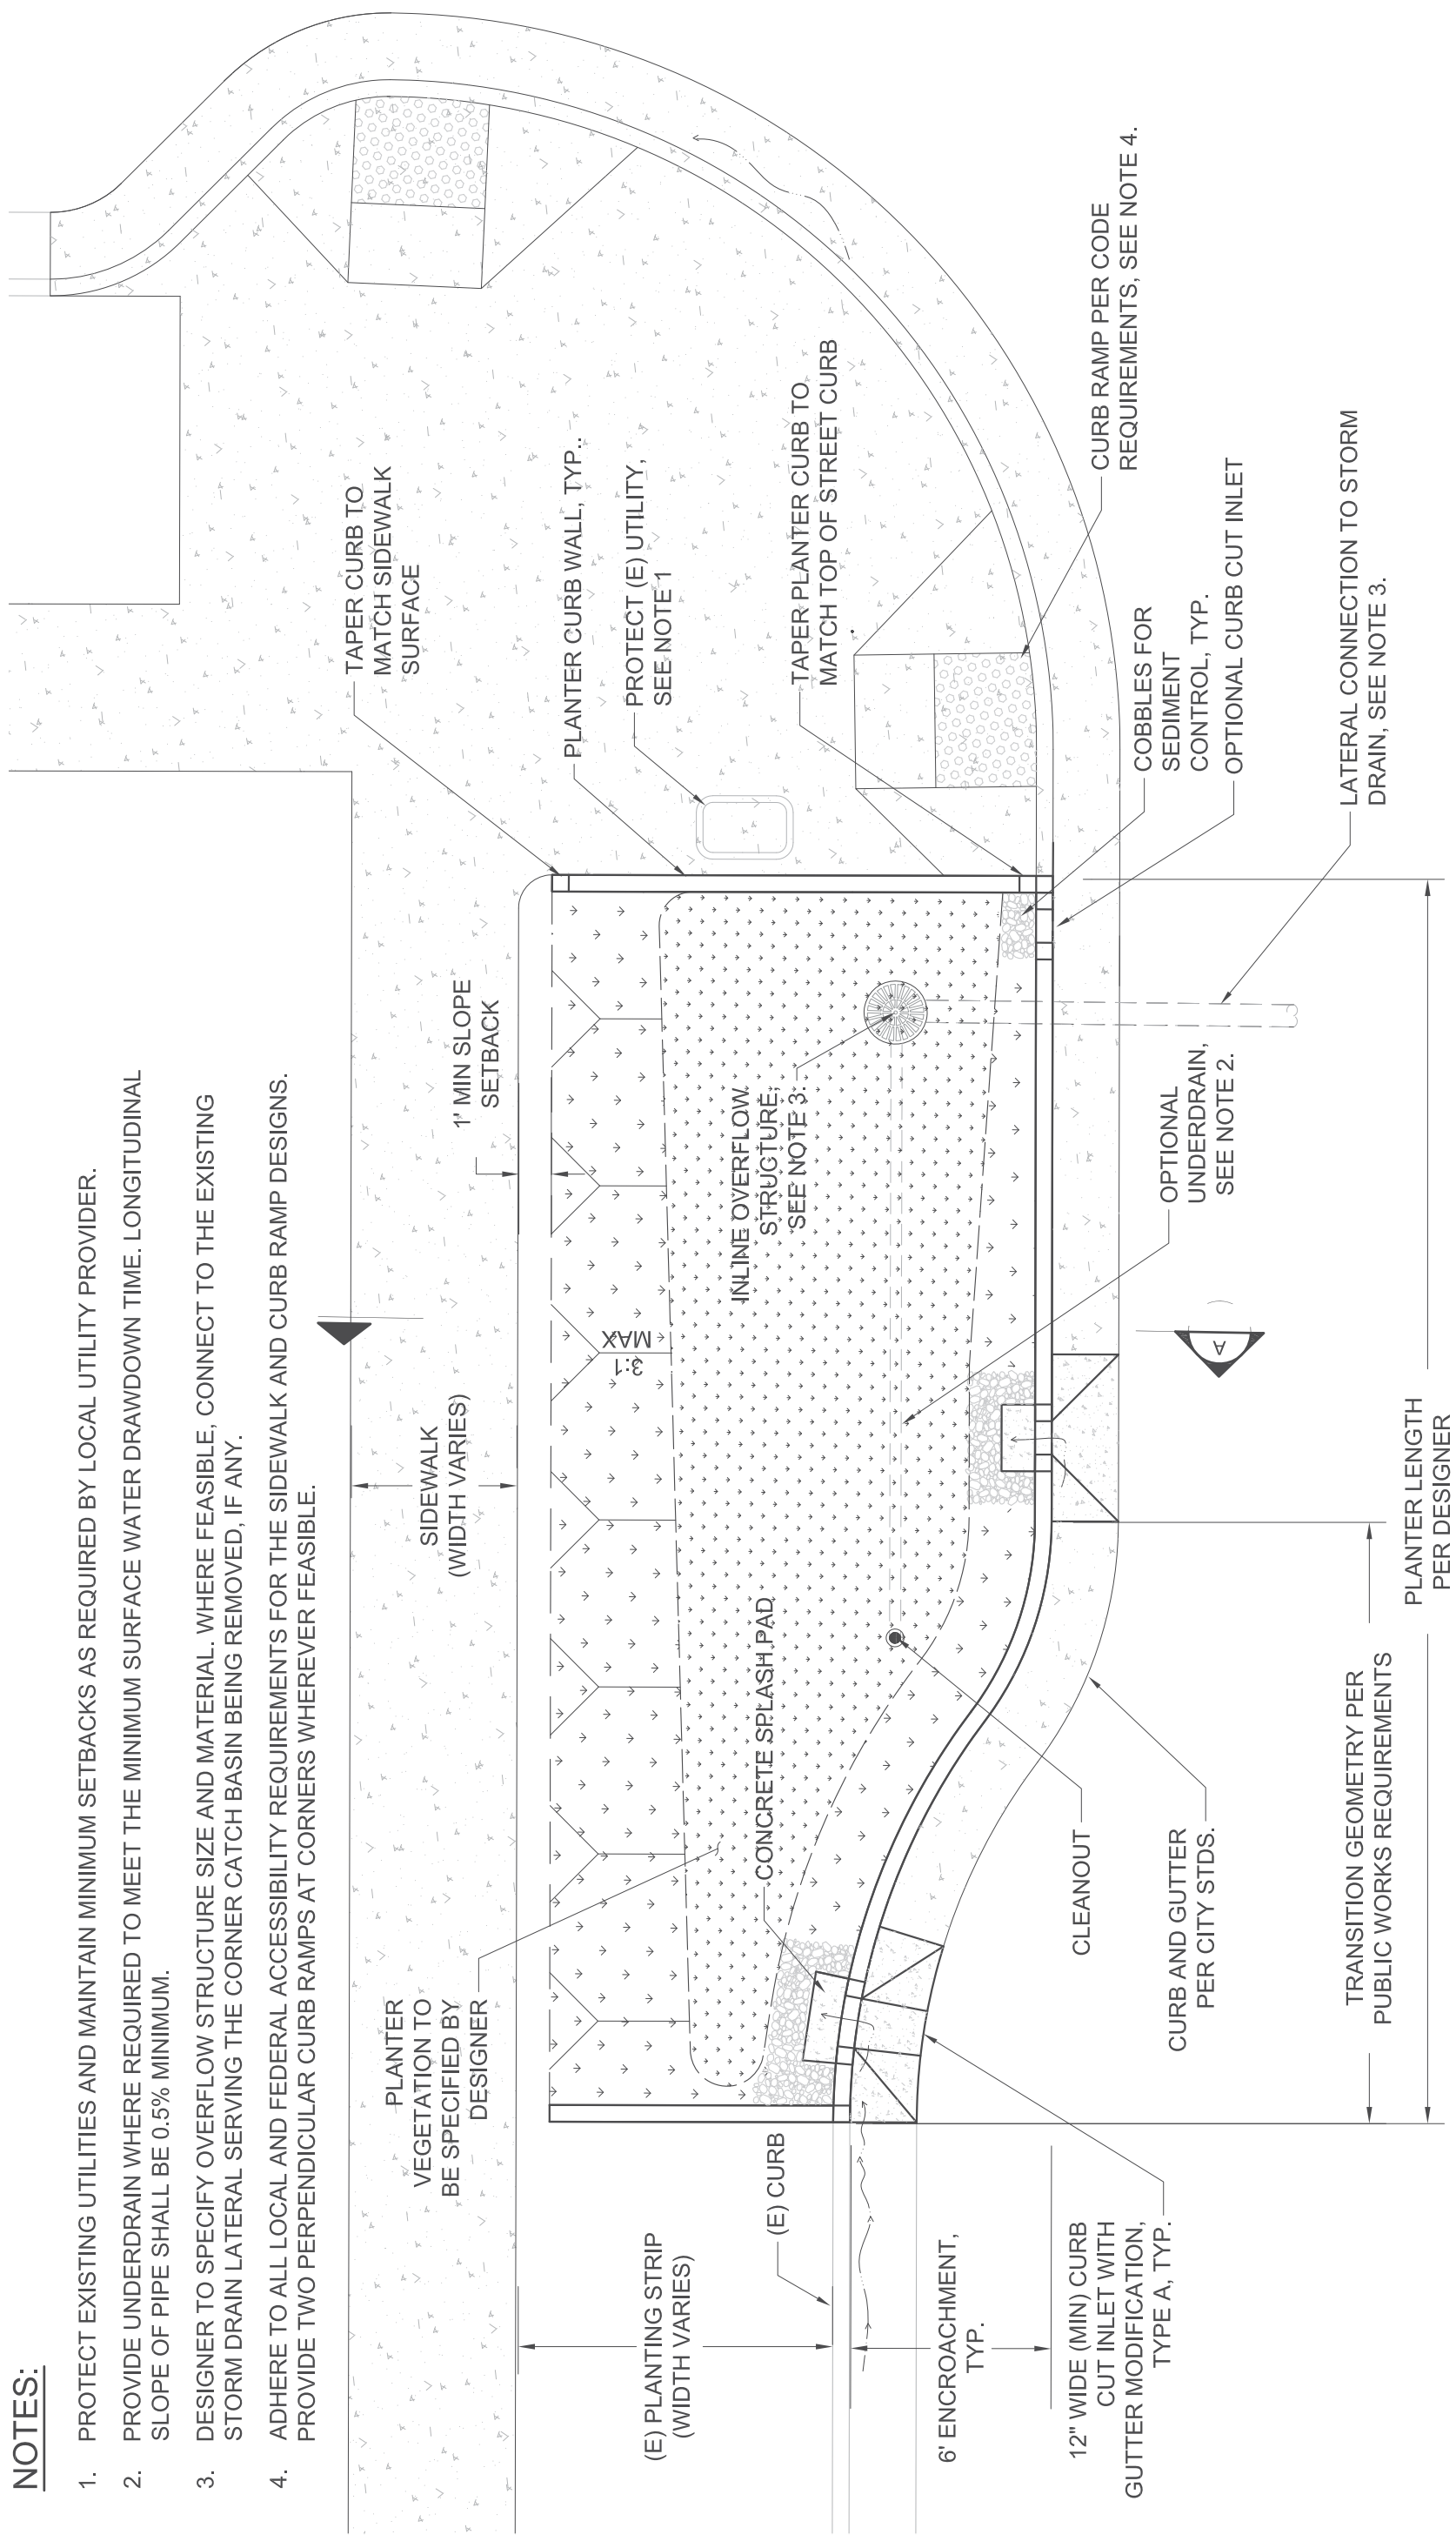 NOTES:
1. PROTECT EXISTING UTILITIES AND MAINTAIN MINIMUM SETBACKS AS REQUIRED BY LOCAL UTILITY PROVIDER.
2. PROVIDE UNDERDRAIN WHERE REQUIRED TO MEET THE MINIMUM SURFACE WATER DRAWDOWN TIME. LONGITUDINAL
SLOPE OF PIPE SHALL BE 0.5% MINIMUM.
3. DESIGNER TO SPECIFY OVERFLOW STRUCTURE SIZE AND MATERIAL. WHERE FEASIBLE, CONNECT TO THE EXISTING
STORM DRAIN LATERAL SERVING THE CORNER CATCH BASIN BEING REMOVED, IF ANY.
4. ADHERE TO ALL LOCAL AND FEDERAL ACCESSIBILITY REQUIREMENTS FOR THE SIDEWALK AND CURB RAMP DESIGNS.
PROVIDE TWO PERPENDICULAR CURB RAMPS AT CORNERS WHEREVER FEASIBLE.
TAPER CURB TO
MATCH SIDEWALK
SURFACE
PLANTER CURB WALL, TYP..
PROTECT (E) UTILITY,
SEE NOTE 1
TAPER PLANTER CURB TO
MATCH TOP OF STREET CURB
CURB RAMP PER CODE
REQUIREMENTS, SEE NOTE 4.
COBBLES FOR
SEDIMENT
CONTROL, TYP.
OPTIONAL CURB CUT INLET
LATERAL CONNECTION TO STORM
DRAIN, SEE NOTE 3.
1' MIN SLOPE
SETBACK
SIDEWALK
(WIDTH VARIES)
3:1
MAX
INLINE OVERFLOW
STRUCTURE,
SEE NOTE 3.
OPTIONAL
UNDERDRAIN,
SEE NOTE 2.
A
PLANTER
VEGETATION TO
BE SPECIFIED BY
DESIGNER
CONCRETE SPLASH PAD
CLEANOUT
CURB AND GUTTER
PER CITY STDS.
TRANSITION GEOMETRY PER
PUBLIC WORKS REQUIREMENTS
PLANTER LENGTH
PER DESIGNER
(E) PLANTING STRIP
(WIDTH VARIES)
(E) CURB
6' ENCROACHMENT,
TYP.
12" WIDE (MIN) CURB
CUT INLET WITH
GUTTER MODIFICATION,
TYPE A, TYP.